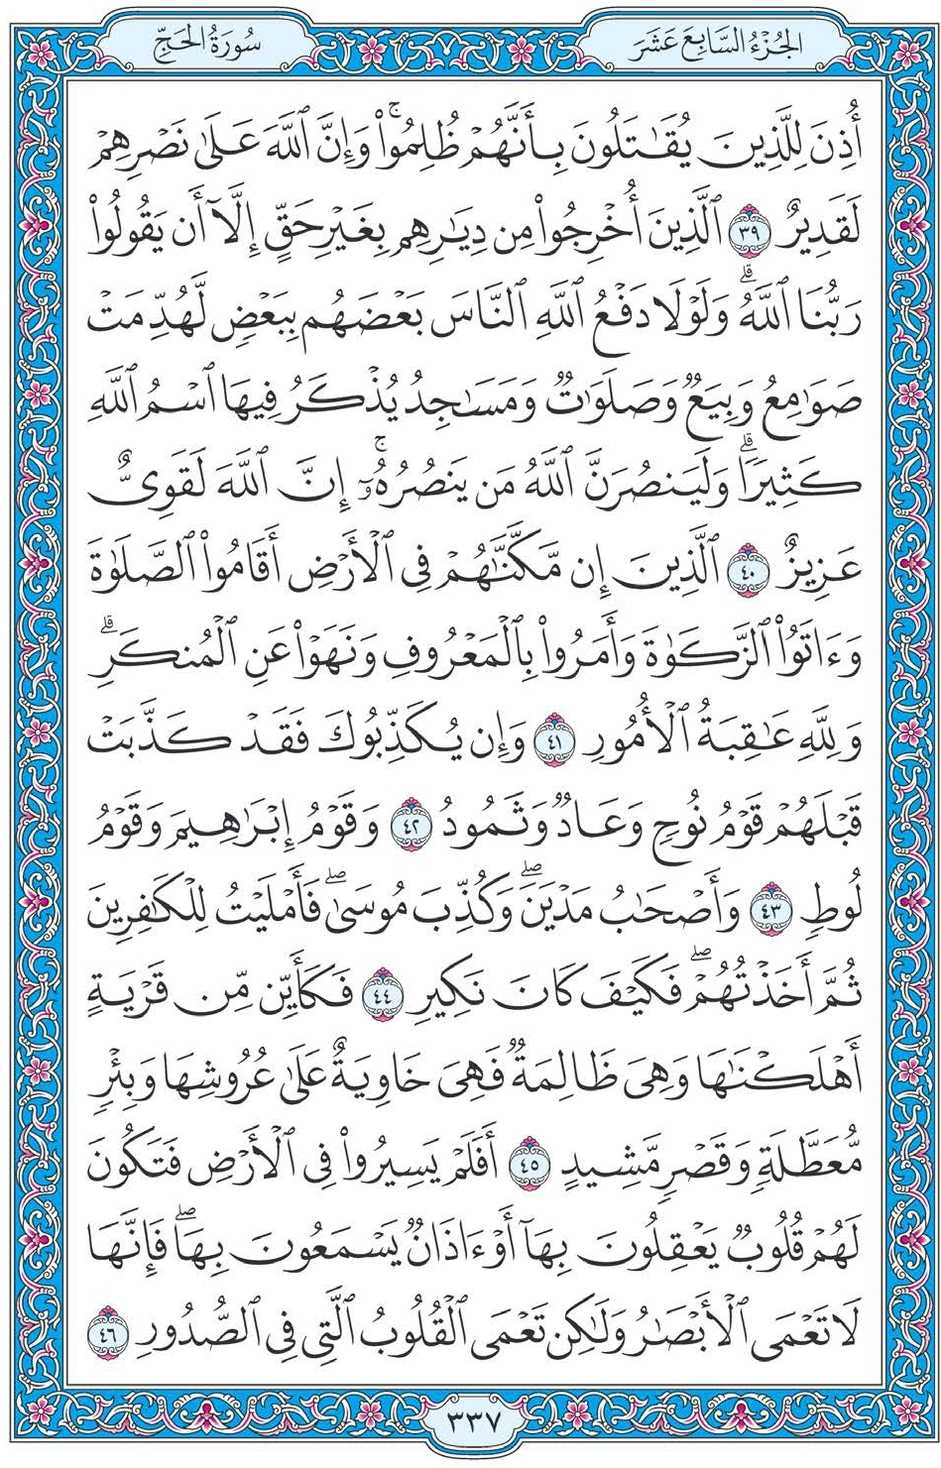 الجُزْءُ السَّابِعَ عَشَرَ
سُورَةُ الحَجِّ
أُذِنَ لِلَّذِينَ يُقَٰتَلُونَ بِأَنَّهُمْ ظُلِمُوا۟ۚ وَإِنَّ ٱللَّهَ عَلَىٰ نَصْرِهِمْ
لَقَدِيرٌ ٣٩ ٱلَّذِينَ أُخْرِجُوا۟ مِن دِيَٰرِهِم بِغَيْرِ حَقٍّ إِلَّآ أَن يَقُولُوا۟
رَبُّنَا ٱللَّهُۗ وَلَوْلَا دَفْعُ ٱللَّهِ ٱلنَّاسَ بَعْضَهُم بِبَعْضٍ لَّهُدِّمَتْ
صَوَٰمِعُ وَبِيَعٌ وَصَلَوَٰتٌ وَمَسَٰجِدُ يُذْكَرُ فِيهَا ٱسْمُ ٱللَّهِ
كَثِيرًاۗ وَلَيَنصُرَنَّ ٱللَّهُ مَن يَنصُرُهُۥٓۚ إِنَّ ٱللَّهَ لَقَوِىٌّ
عَزِيزٌ ٤٠ ٱلَّذِينَ إِن مَّكَّنَّٰهُمْ فِى ٱلْأَرْضِ أَقَامُوا۟ ٱلصَّلَوٰةَ
وَءَاتَوُا۟ ٱلزَّكَوٰةَ وَأَمَرُوا۟ بِٱلْمَعْرُوفِ وَنَهَوْا۟ عَنِ ٱلْمُنكَرِۗ
وَلِلَّهِ عَٰقِبَةُ ٱلْأُمُورِ ٤١ وَإِن يُكَذِّبُوكَ فَقَدْ كَذَّبَتْ
قَبْلَهُمْ قَوْمُ نُوحٍ وَعَادٌ وَثَمُودُ ٤٢ وَقَوْمُ إِبْرَٰهِيمَ وَقَوْمُ
لُوطٍ ٤٣ وَأَصْحَٰبُ مَدْيَنَۖ وَكُذِّبَ مُوسَىٰۖ فَأَمْلَيْتُ لِلْكَٰفِرِينَ
ثُمَّ أَخَذْتُهُمْۖ فَكَيْفَ كَانَ نَكِيرِ ٤٤ فَكَأَيِّن مِّن قَرْيَةٍ
أَهْلَكْنَٰهَا وَهِىَ ظَالِمَةٌ فَهِىَ خَاوِيَةٌ عَلَىٰ عُرُوشِهَا وَبِئْرٍ
مُّعَطَّلَةٍ وَقَصْرٍ مَّشِيدٍ ٤٥ أَفَلَمْ يَسِيرُوا۟ فِى ٱلْأَرْضِ فَتَكُونَ
لَهُمْ قُلُوبٌ يَعْقِلُونَ بِهَآ أَوْ ءَاذَانٌ يَسْمَعُونَ بِهَاۖ فَإِنَّهَا
لَا تَعْمَى ٱلْأَبْصَٰرُ وَلَٰكِن تَعْمَى ٱلْقُلُوبُ ٱلَّتِى فِى ٱلصُّدُورِ ٤٦
٣٣٧